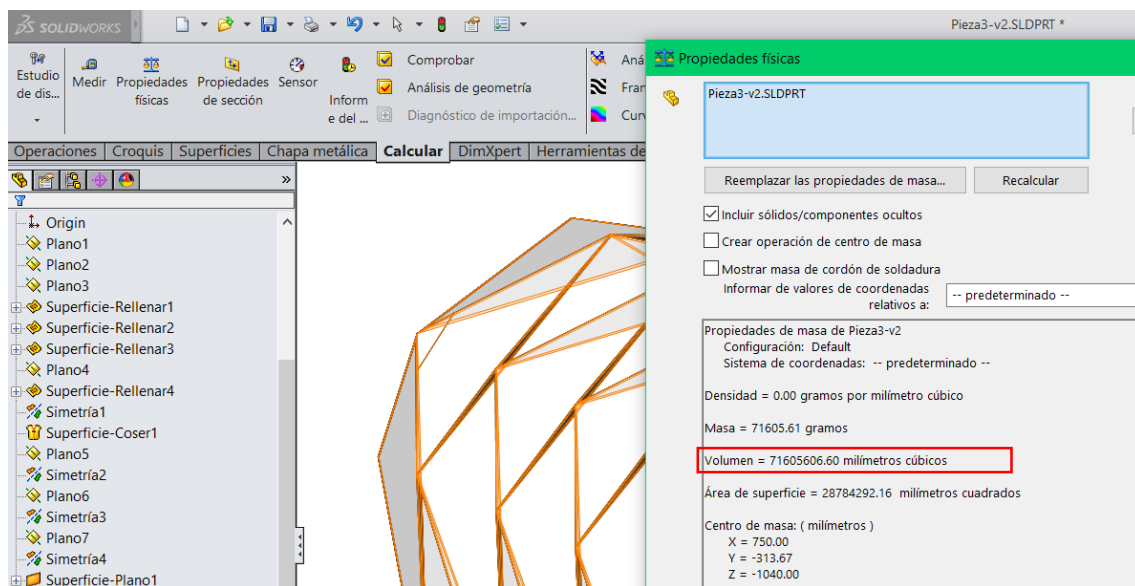 SOLIDWORKS
Pieza3-v2.SLDPRT *
Estudio
de dis...
Medir
Propiedades
físicas
Propiedades
de sección
Sensor
Inform
e del ...
Comprobar
Análisis de geometría
Diagnóstico de importación...
Aná
Fran
Curv
Operaciones Croquis Superficies Chapa metálica Calcular DimXpert Herramientas de
Origin
Plano1
Plano2
Plano3
Superficie-Rellenar1
Superficie-Rellenar2
Superficie-Rellenar3
Plano4
Superficie-Rellenar4
Simetría1
Superficie-Coser1
Plano5
Simetría2
Plano6
Simetría3
Plano7
Simetría4
Superficie-Plano1
Propiedades físicas
Pieza3-v2.SLDPRT
Reemplazar las propiedades de masa... Recalcular
Incluir sólidos/componentes ocultos
Crear operación de centro de masa
Mostrar masa de cordón de soldadura
Informar de valores de coordenadas
relativos a:
-- predeterminado --
Propiedades de masa de Pieza3-v2
Configuración: Default
Sistema de coordenadas: -- predeterminado --
Densidad = 0.00 gramos por milímetro cúbico
Masa = 71605.61 gramos
Volumen = 71605606.60 milímetros cúbicos
Área de superficie = 28784292.16 milímetros cuadrados
Centro de masa: ( milímetros )
X = 750.00
Y = -313.67
Z = -1040.00